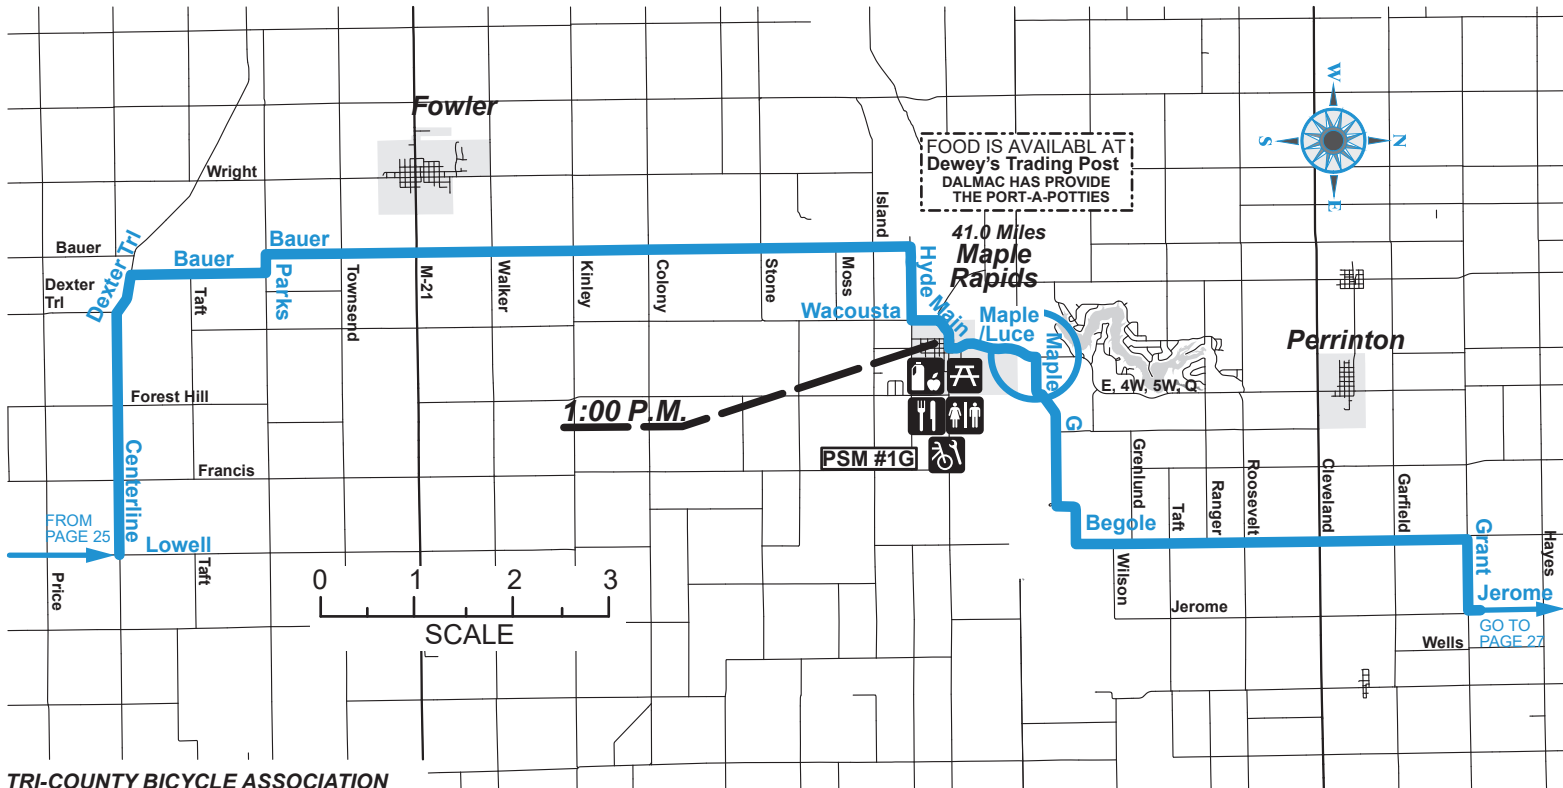 Fowler
W
S
N
E
FOOD IS AVAILABL AT
Dewey's Trading Post
DALMAC HAS PROVIDE
THE PORT-A-POTTIES
Wright
Island
41.0 Miles
Maple
Rapids
Bauer
Dexter Trl
Bauer
Bauer
Dexter
Trl
Taft
Parks
Townsend
M-21
Walker
Kinley
Colony
Stone
Moss
Hyde
Main
Wacousta
Maple
/Luce
Maple
Perrinton
E, 4W, 5W, Q
Forest Hill
1:00 P.M.
G
Centerline
Francis
PSM #1G
Grenlund
Taft
Ranger
Roosevelt
Cleveland
Garfield
FROM
PAGE 25
Lowell
Begole
Grant
Hayes
Price
Taft
Wilson
Jerome
Jerome
0 1 2 3
SCALE
GO TO
PAGE 27
Wells
TRI-COUNTY BICYCLE ASSOCIATION